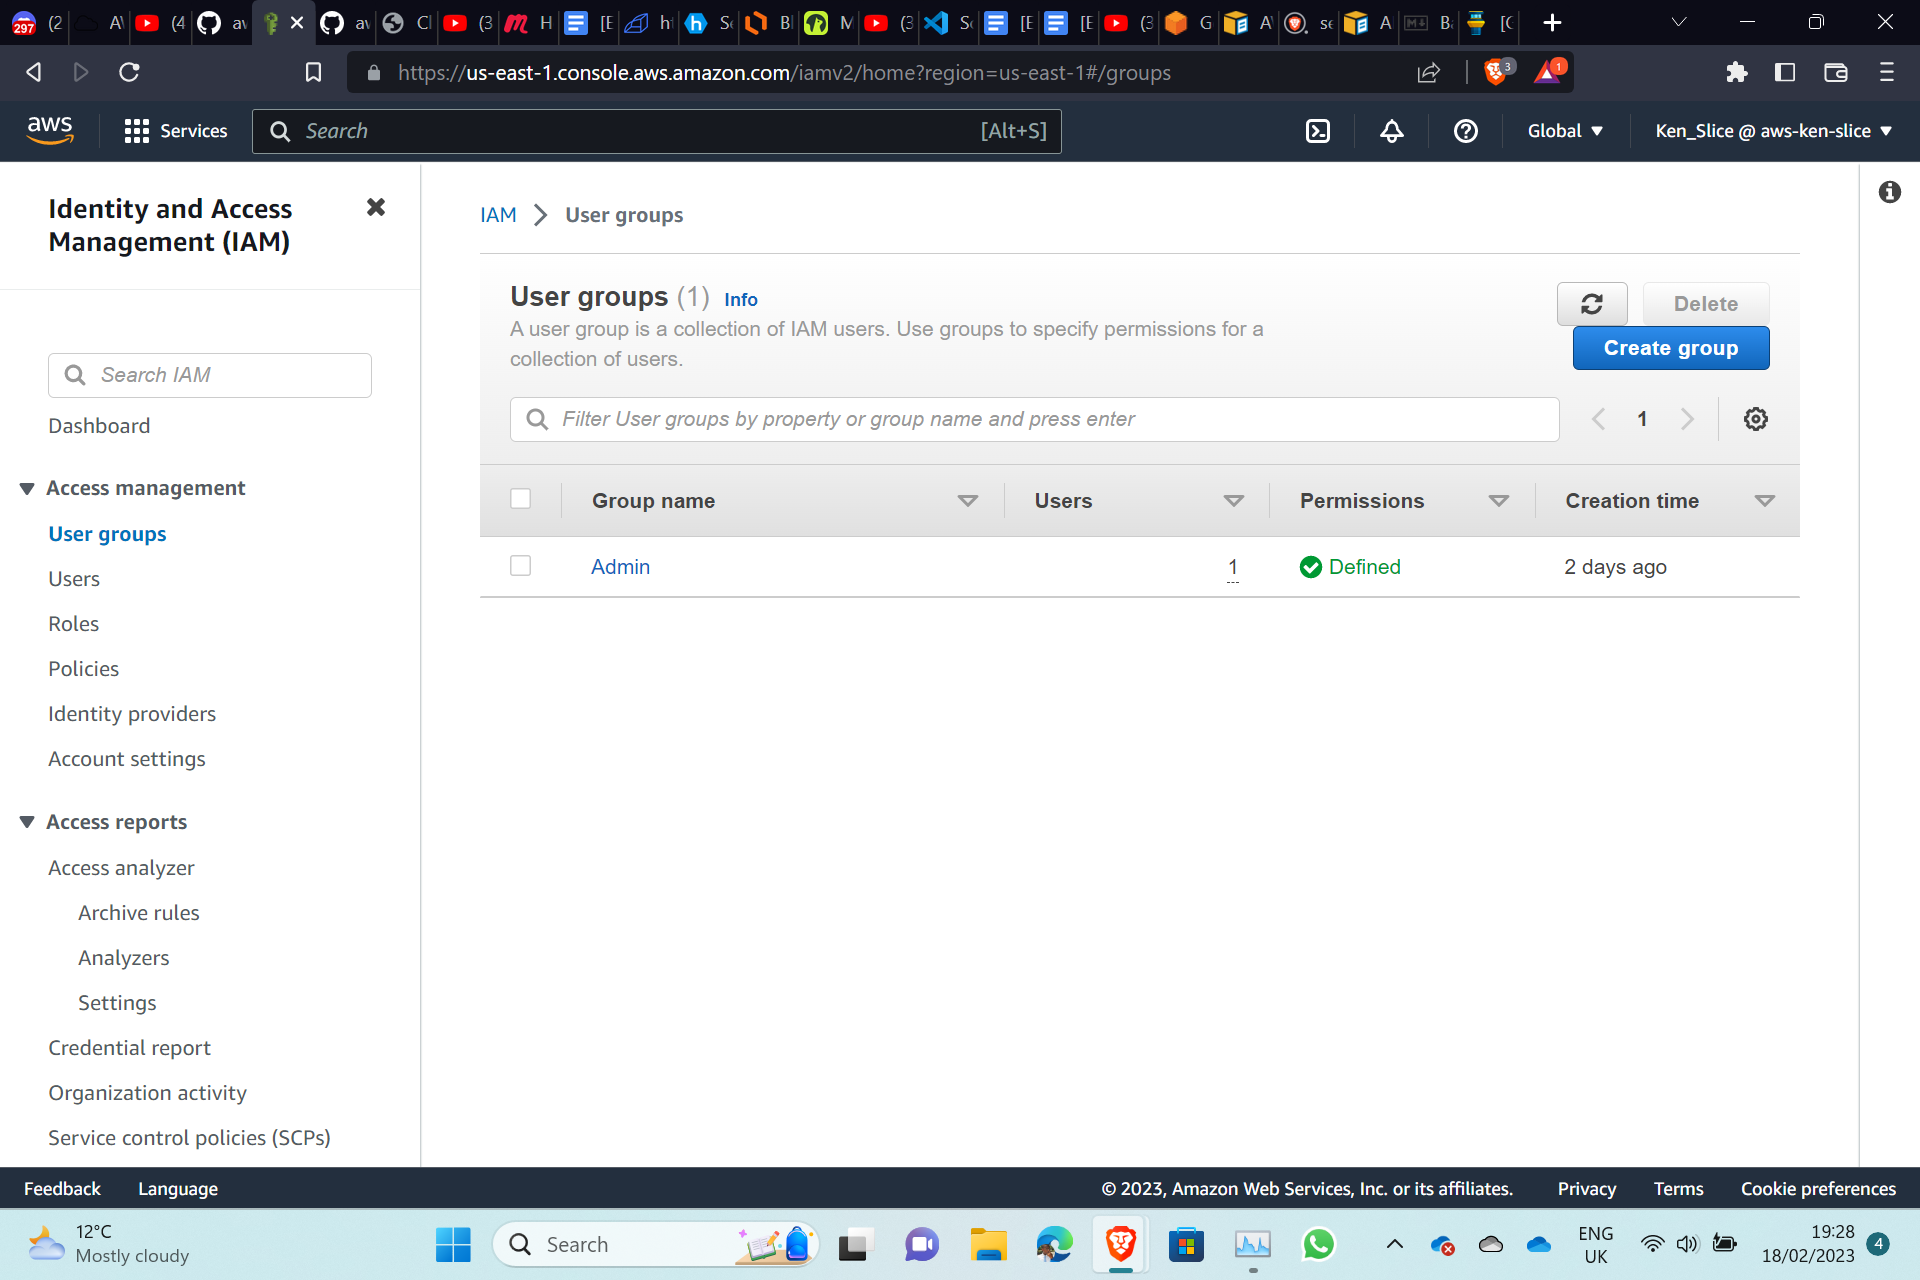 297
(2
A\
(4
av
av
Cl
(3
H
[E
ht
Se
Bl
M
(3
Sc
[E
[E
(3
G
A\
se
A
B
[C
https://us-east-1.console.aws.amazon.com/iamv2/home?region=us-east-1#/groups
3
1
aws
Services
Search
[Alt+S]
Global
Ken_Slice @ aws-ken-slice
Identity and Access
Management (IAM)
Search IAM
Dashboard
Access management
User groups
Users
Roles
Policies
Identity providers
Account settings
Access reports
Access analyzer
Archive rules
Analyzers
Settings
Credential report
Organization activity
Service control policies (SCPs)
IAM
User groups
User groups (1) Info
A user group is a collection of IAM users. Use groups to specify permissions for a
collection of users.
Delete
Create group
Filter User groups by property or group name and press enter
1
Group name
Users
Permissions
Creation time
Admin
1
Defined
2 days ago
Feedback
Language
© 2023, Amazon Web Services, Inc. or its affiliates.
Privacy
Terms
Cookie preferences
12°C
Mostly cloudy
Search
ENG
UK
19:28
18/02/2023
4